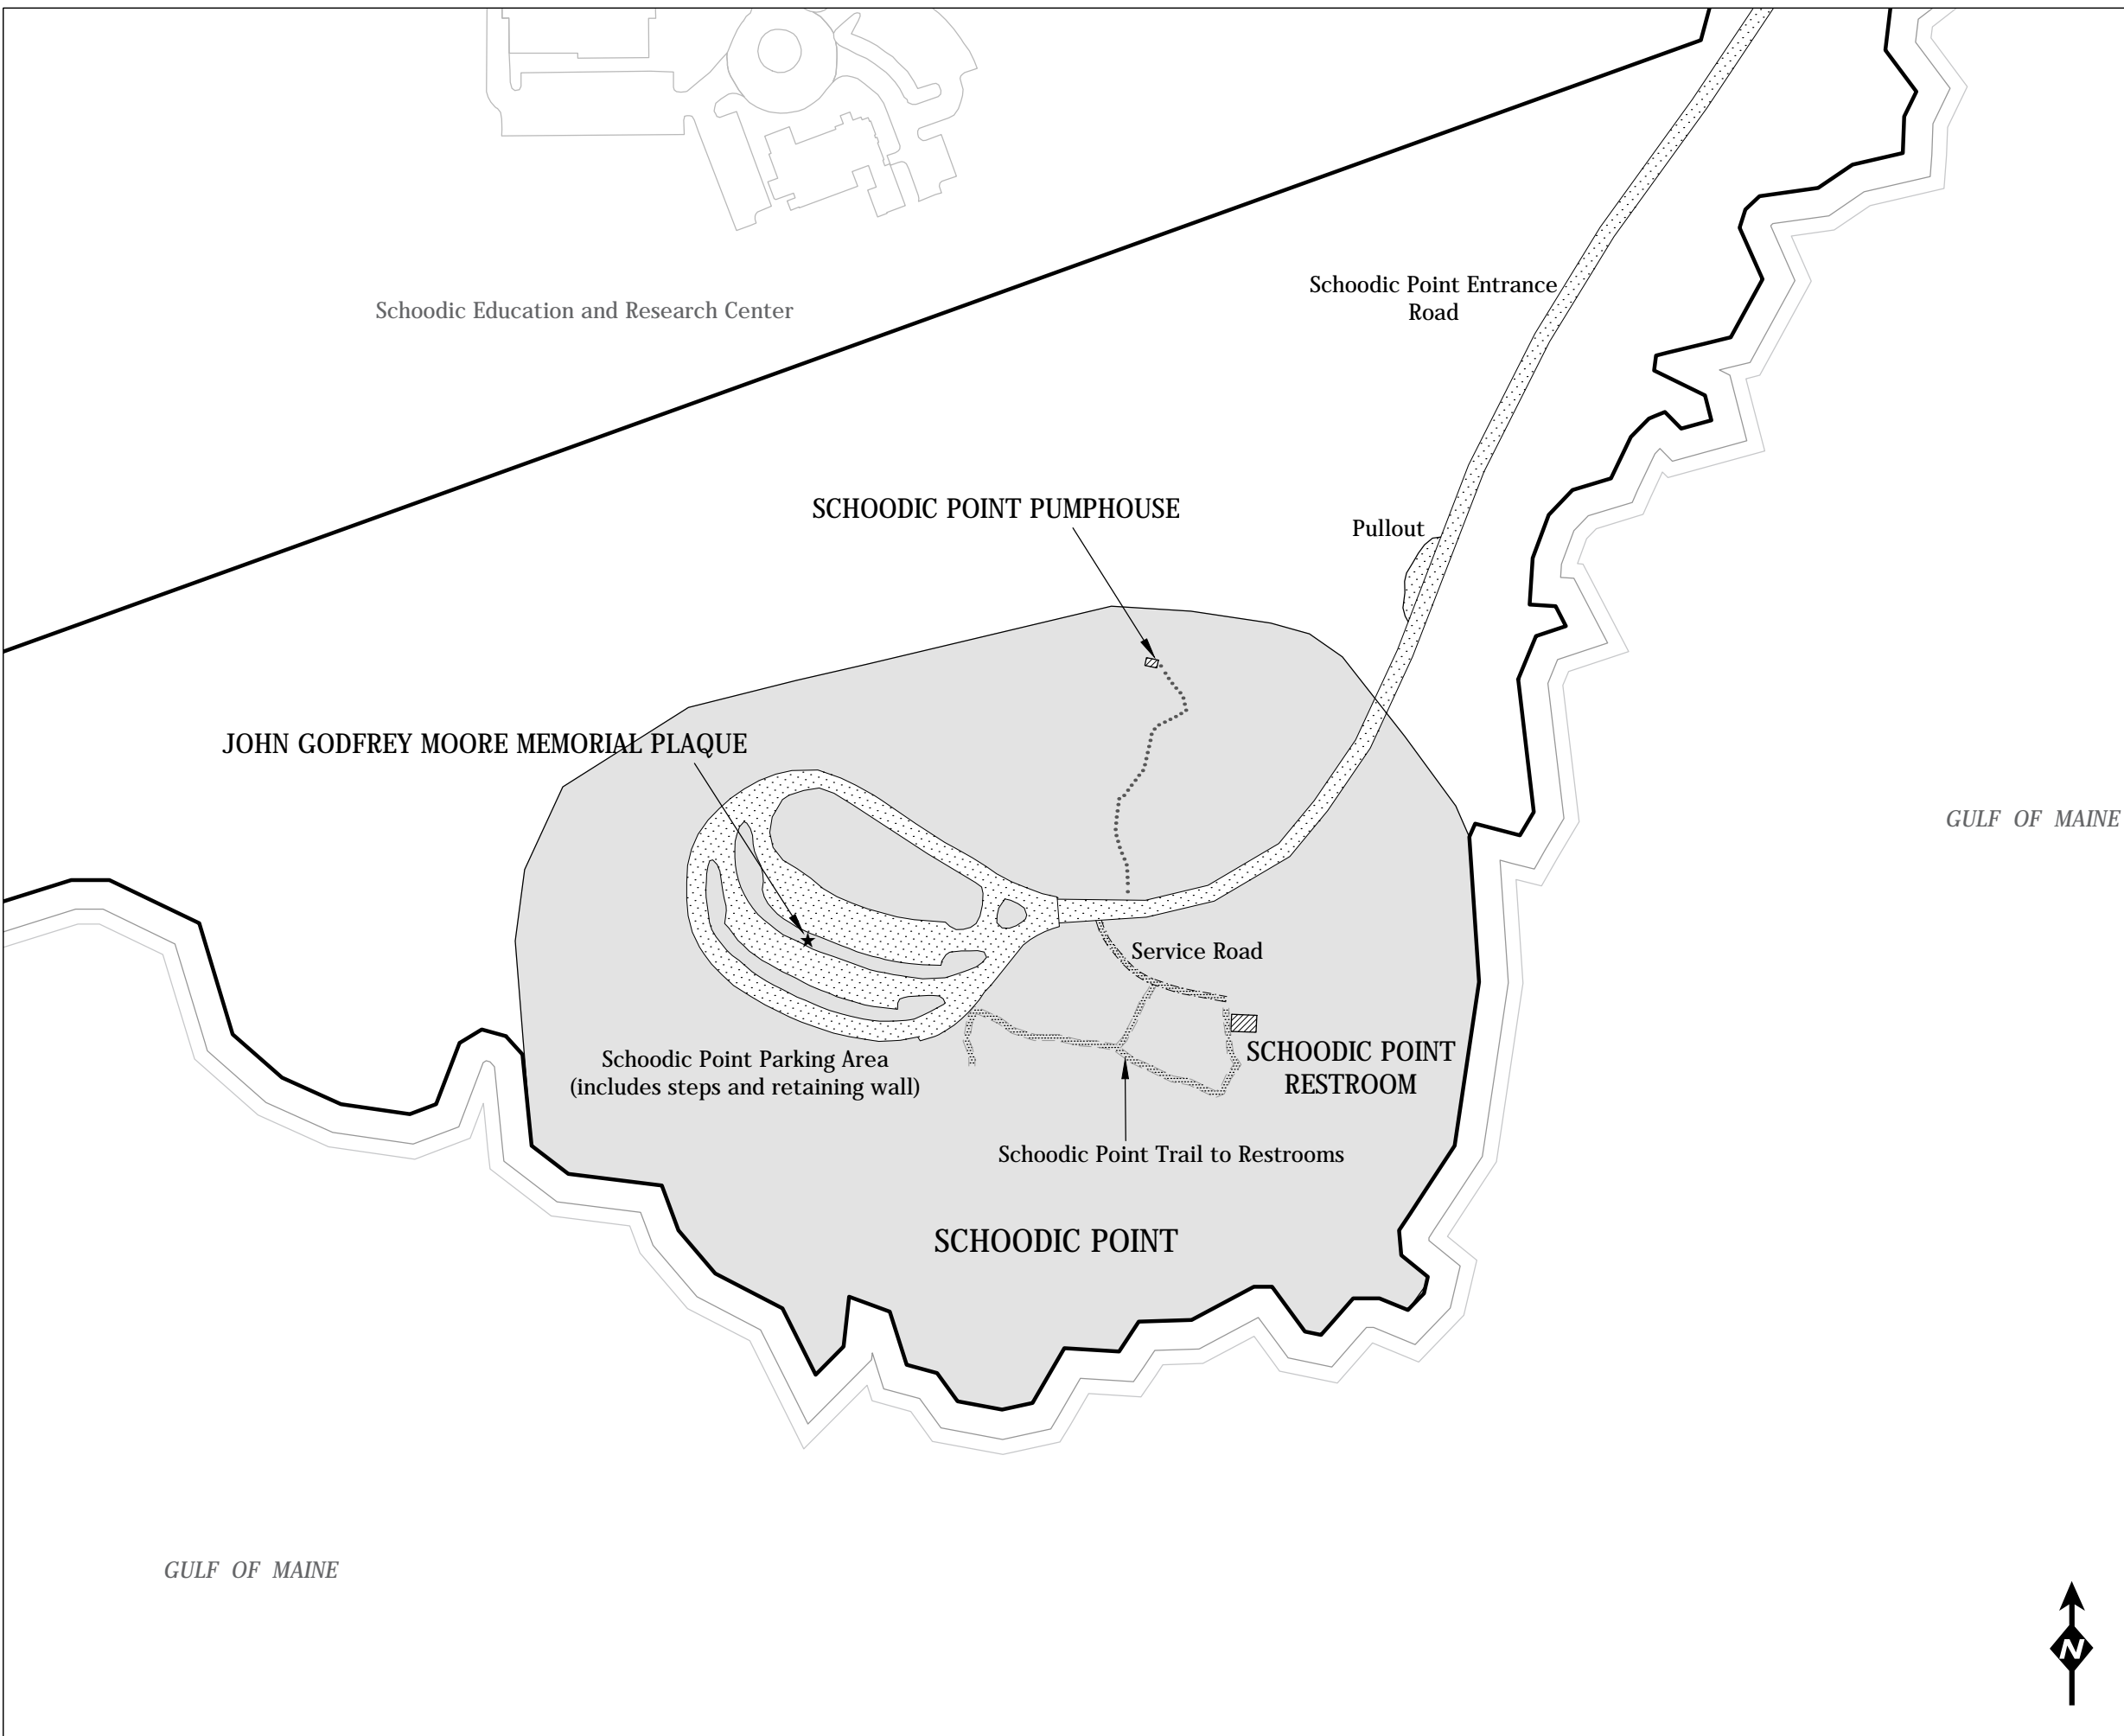 Schoodic Point Entrance
Road
Schoodic Education and Research Center
SCHOODIC POINT PUMPHOUSE
Pullout
JOHN GODFREY MOORE MEMORIAL PLAQUE
GULF OF MAINE
Service Road
SCHOODIC POINT
RESTROOM
Schoodic Point Parking Area
(includes steps and retaining wall)
Schoodic Point Trail to Restrooms
SCHOODIC POINT
GULF OF MAINE
N